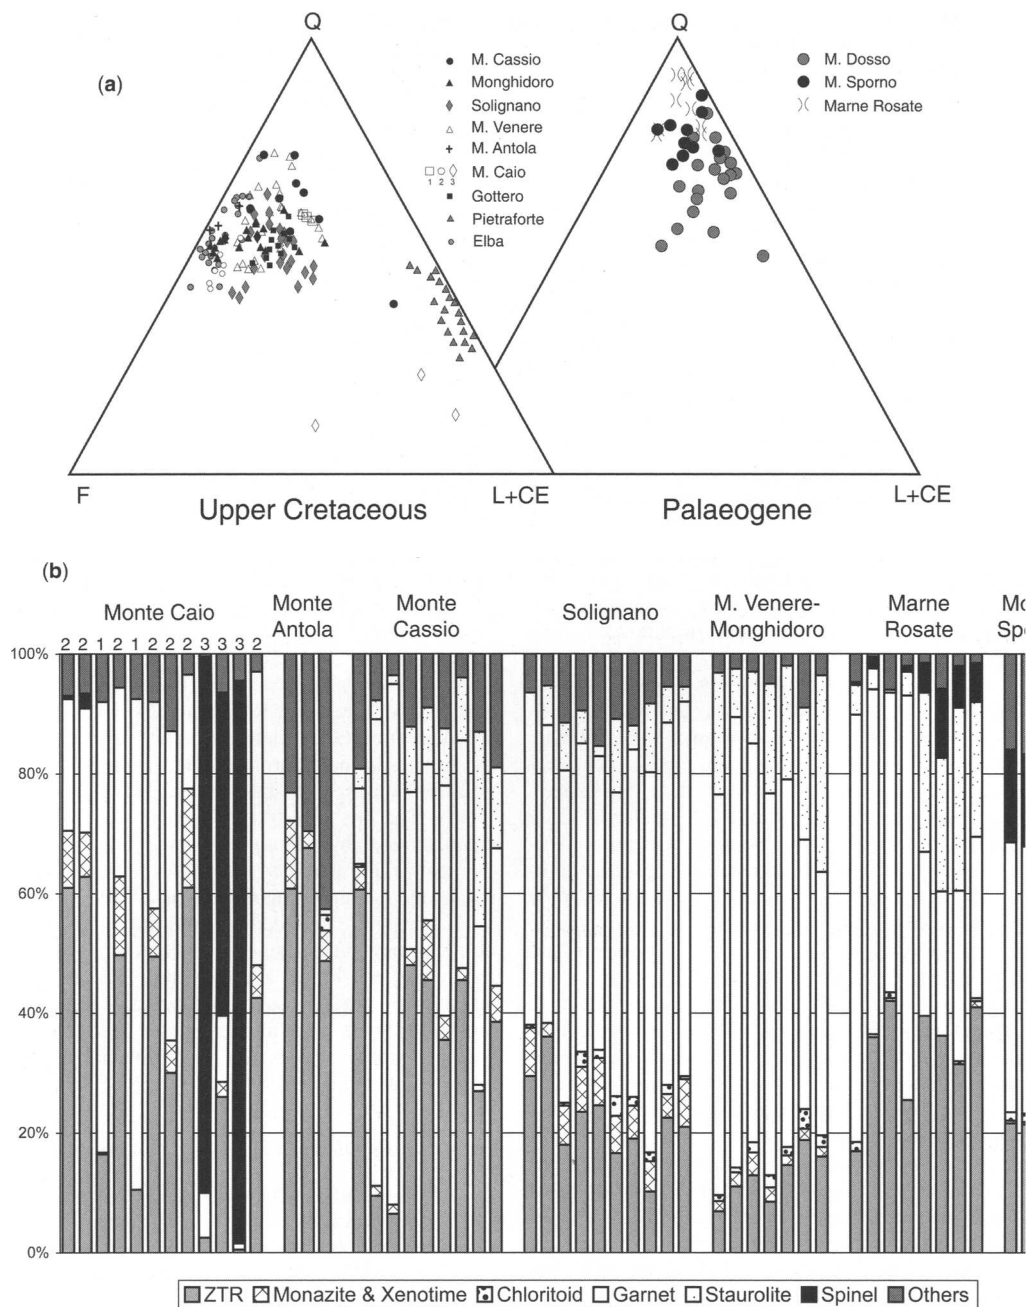 (a)
Q
M. Cassio
Monghidoro
Solignano
M. Venere
M. Antola
M. Caio
1 2 3
Gottero
Pietraforte
Elba
F
L+CE
Upper Cretaceous
Q
M. Dosso
M. Sporno
Marne Rosate
L+CE
Palaeogene
(b)
Monte Caio
Monte
Antola
Monte
Cassio
Solignano
M. Venere-
Monghidoro
Marne
Rosate
2 2 1 2 1 2 2 2 3 3 3 2
100%
80%
60%
40%
20%
0%
ZTR Monazite & Xenotime Chloritoid Garnet Staurolite Spinel Others